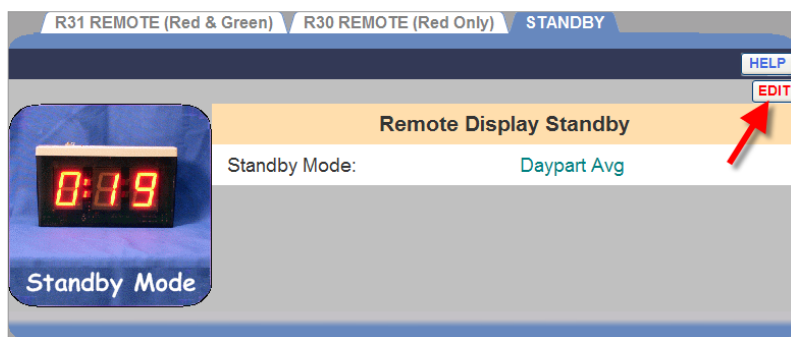 R31 REMOTE (Red & Green) R30 REMOTE (Red Only) STANDBY
HELP
EDIT
Remote Display Standby
Standby Mode: Daypart Avg
0:19
Standby Mode